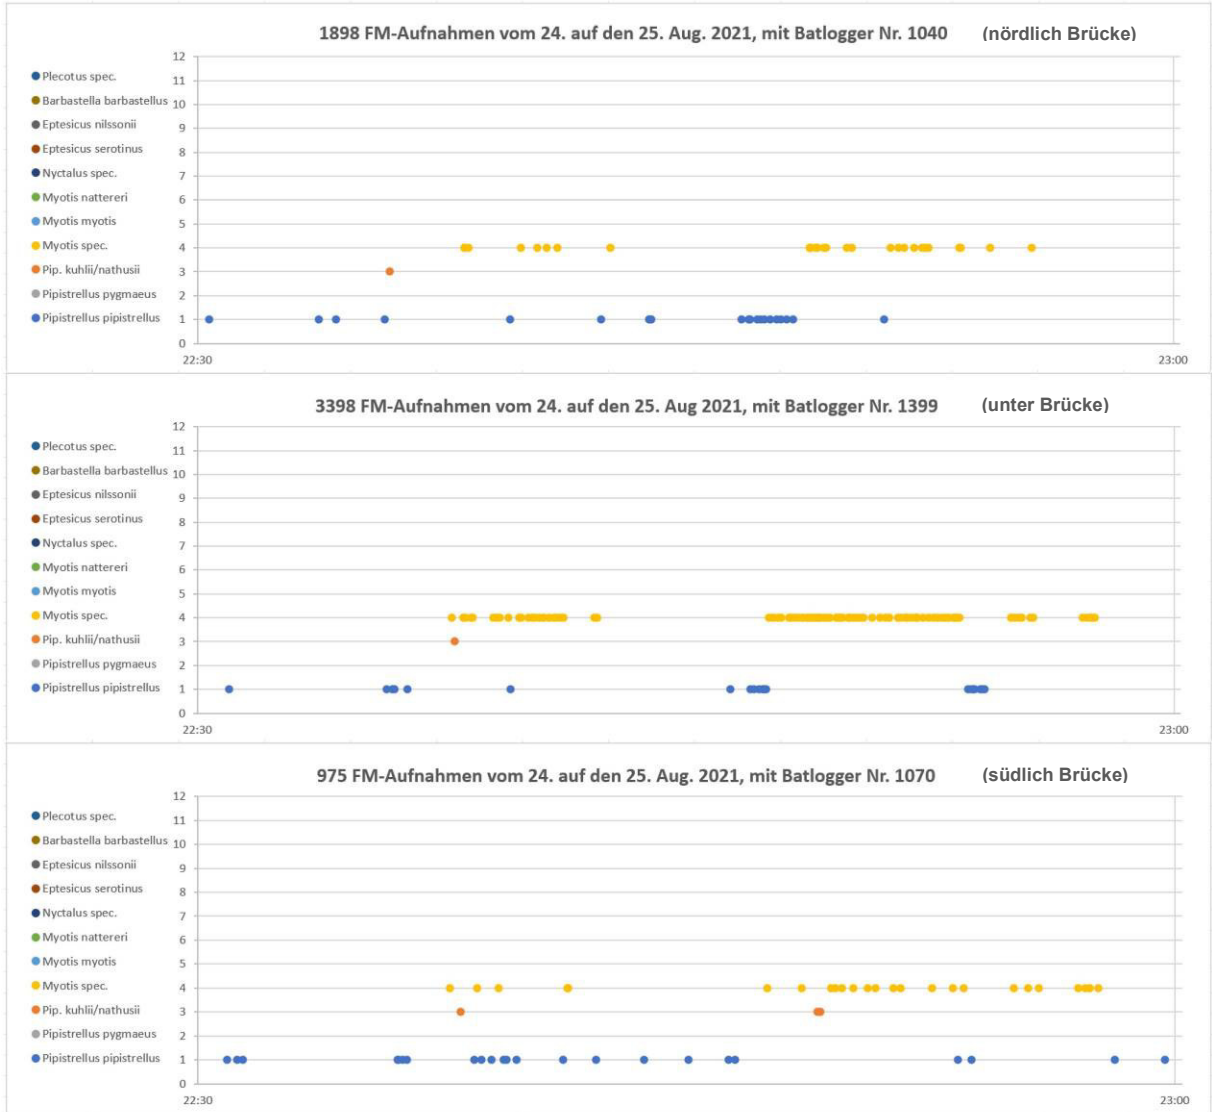 1898 FM-Aufnahmen vom 24. auf den 25. Aug. 2021, mit Batlogger Nr. 1040 (nördlich Brücke)
12
Plecotus spec.
11
Barbastella barbastellus 10
Eptesicus nilssonii
9
Eptesicus serotinus
8
Nyctalus spec.
7
Myotis nattereri
6
Myotis myotis
5
Myotis spec.
4
Pip. kuhlii/nathusii
3
Pipistrellus pygmaeus
2
Pipistrellus pipistrellus
1
0
22:30 23:00
3398 FM-Aufnahmen vom 24. auf den 25. Aug 2021, mit Batlogger Nr. 1399 (unter Brücke)
12
Plecotus spec.
11
Barbastella barbastellus 10
Eptesicus nilssonii
9
Eptesicus serotinus
8
Nyctalus spec.
7
Myotis nattereri
6
Myotis myotis
5
Myotis spec.
4
Pip. kuhlii/nathusii
3
Pipistrellus pygmaeus
2
Pipistrellus pipistrellus
1
0
22:30 23:00
975 FM-Aufnahmen vom 24. auf den 25. Aug. 2021, mit Batlogger Nr. 1070 (südlich Brücke)
12
Plecotus spec.
11
Barbastella barbastellus 10
Eptesicus nilssonii
9
Eptesicus serotinus
8
Nyctalus spec.
7
Myotis nattereri
6
Myotis myotis
5
Myotis spec.
4
Pip. kuhlii/nathusii
3
Pipistrellus pygmaeus
2
Pipistrellus pipistrellus
1
0
22:30 23:00